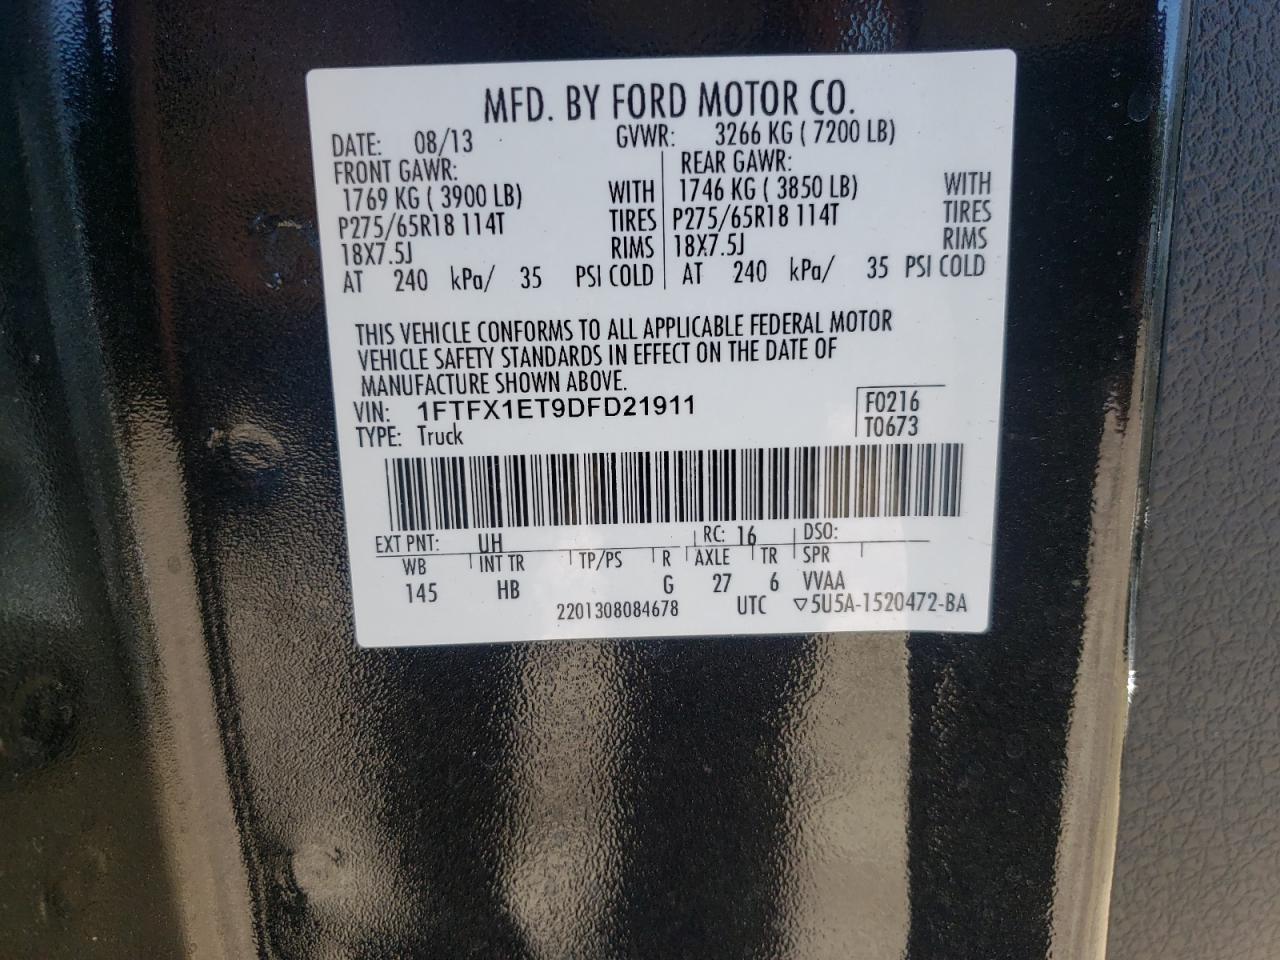 MFD. BY FORD MOTOR CO.
DATE: 08/13 GVWR: 3266 KG ( 7200 LB)
FRONT GAWR: REAR GAWR:
1769 KG ( 3900 LB) WITH 1746 KG ( 3850 LB) WITH
P275/65R18 114T TIRES P275/65R18 114T TIRES
18X7.5J RIMS 18X7.5J RIMS
AT 240 kPa/ 35 PSI COLD AT 240 kPa/ 35 PSI COLD
THIS VEHICLE CONFORMS TO ALL APPLICABLE FEDERAL MOTOR
VEHICLE SAFETY STANDARDS IN EFFECT ON THE DATE OF
MANUFACTURE SHOWN ABOVE.
VIN: 1FTFX1ET9DFD21911 F0216
TYPE: Truck T0673
EXT PNT: UH RC: 16 DSO:
WB INT TR TP/PS R AXLE TR SPR
145 HB G 27 6 VVAA
2201308084678 UTC ▽5U5A-1520472-BA